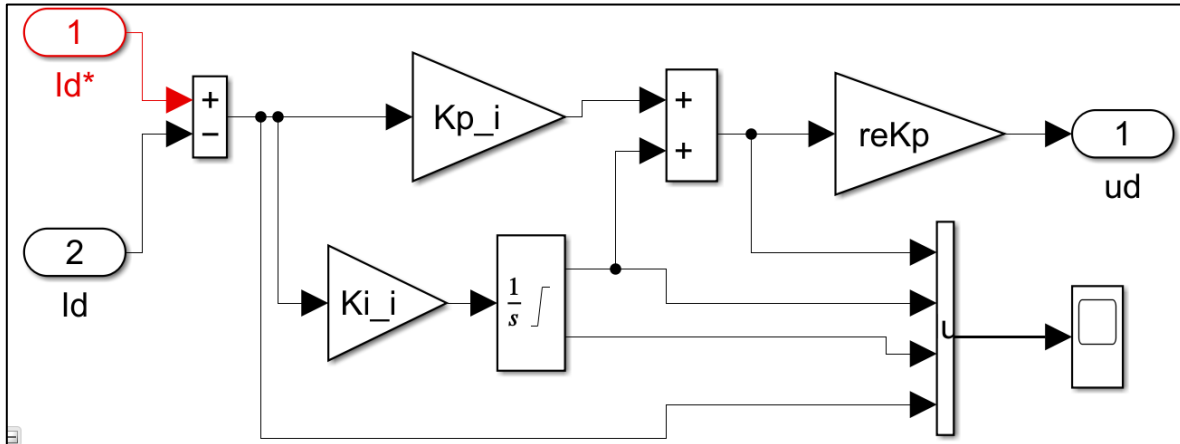 1
Id*
+
−
2
Id
Kp_i
Ki_i
1
s
+
+
reKp
1
ud